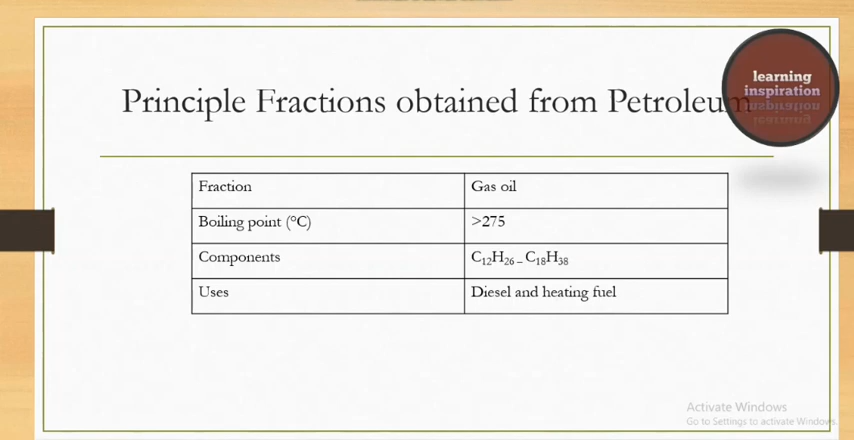 Principle Fractions obtained from Petroleum
learning
inspiration
Fraction Gas oil
Boiling point (°C) >275
Components C₁₂H₂₆ – C₁₈H₃₈
Uses Diesel and heating fuel
Activate Windows
Go to Settings to activate Windows.